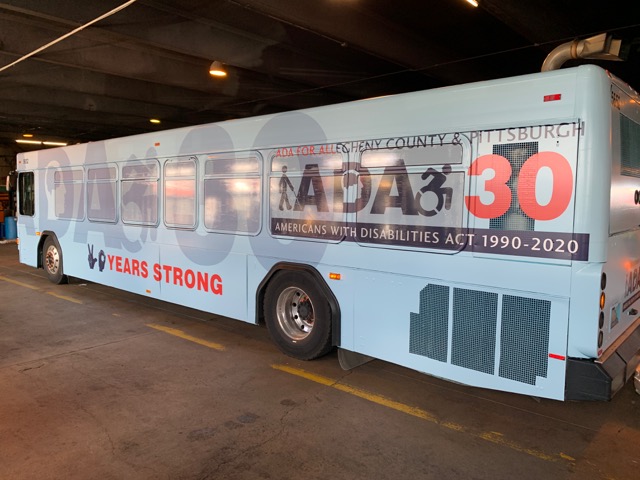 ADA FOR ALLEGHENY COUNTY & PITTSBURGH
ADA 30
AMERICANS WITH DISABILITIES ACT 1990-2020
YEARS STRONG